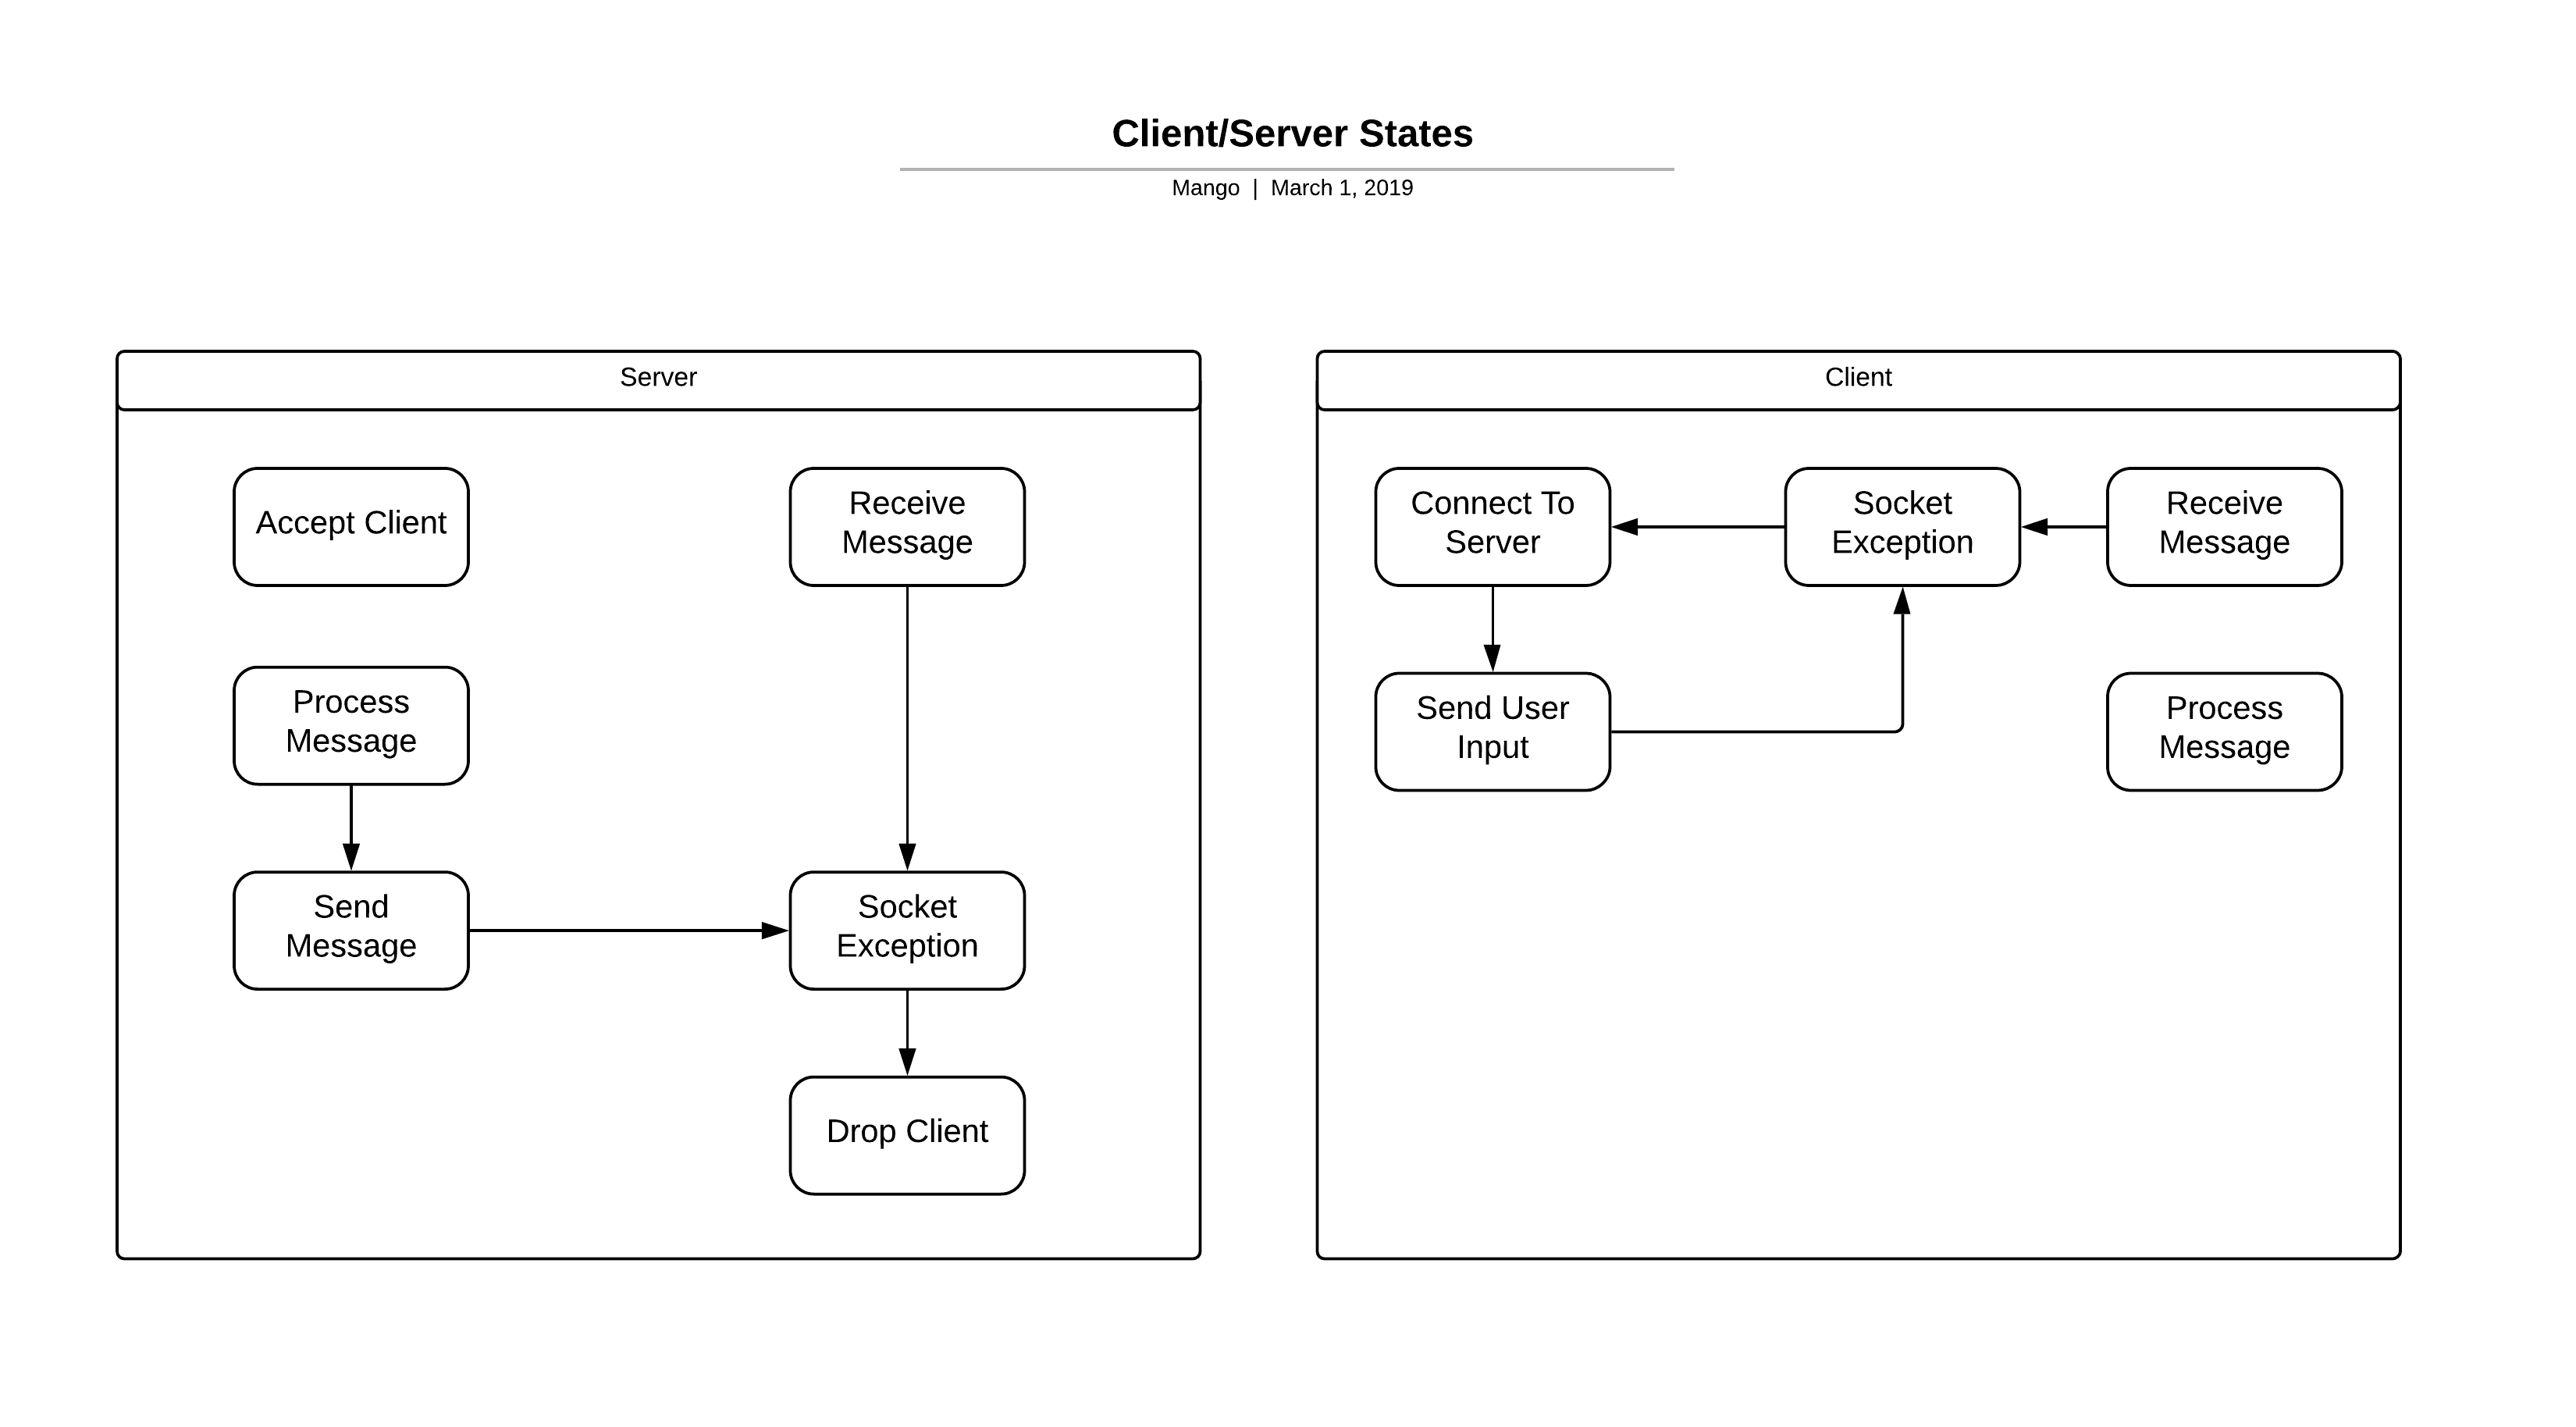 Client/Server States
Mango | March 1, 2019
Server
Accept Client
Receive
Message
Process
Message
Send
Message
Socket
Exception
Drop Client
Client
Connect To
Server
Socket
Exception
Receive
Message
Send User
Input
Process
Message